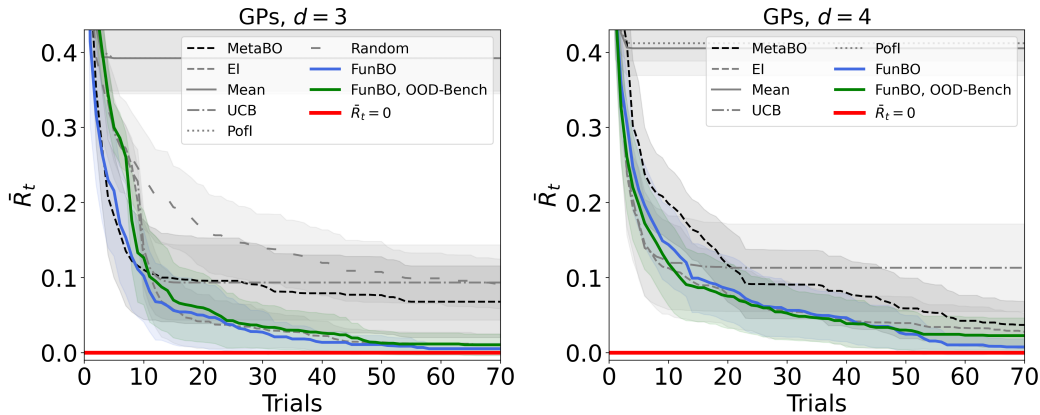 GPs, d = 3
R̄ₜ
0.4
0.3
0.2
0.1
0.0
MetaBO
EI
Mean
UCB
PofI
Random
FunBO
FunBO, OOD-Bench
R̄ₜ = 0
0 10 20 30 40 50 60 70
Trials
GPs, d = 4
R̄ₜ
0.4
0.3
0.2
0.1
0.0
MetaBO
EI
Mean
UCB
PofI
FunBO
FunBO, OOD-Bench
R̄ₜ = 0
0 10 20 30 40 50 60 70
Trials